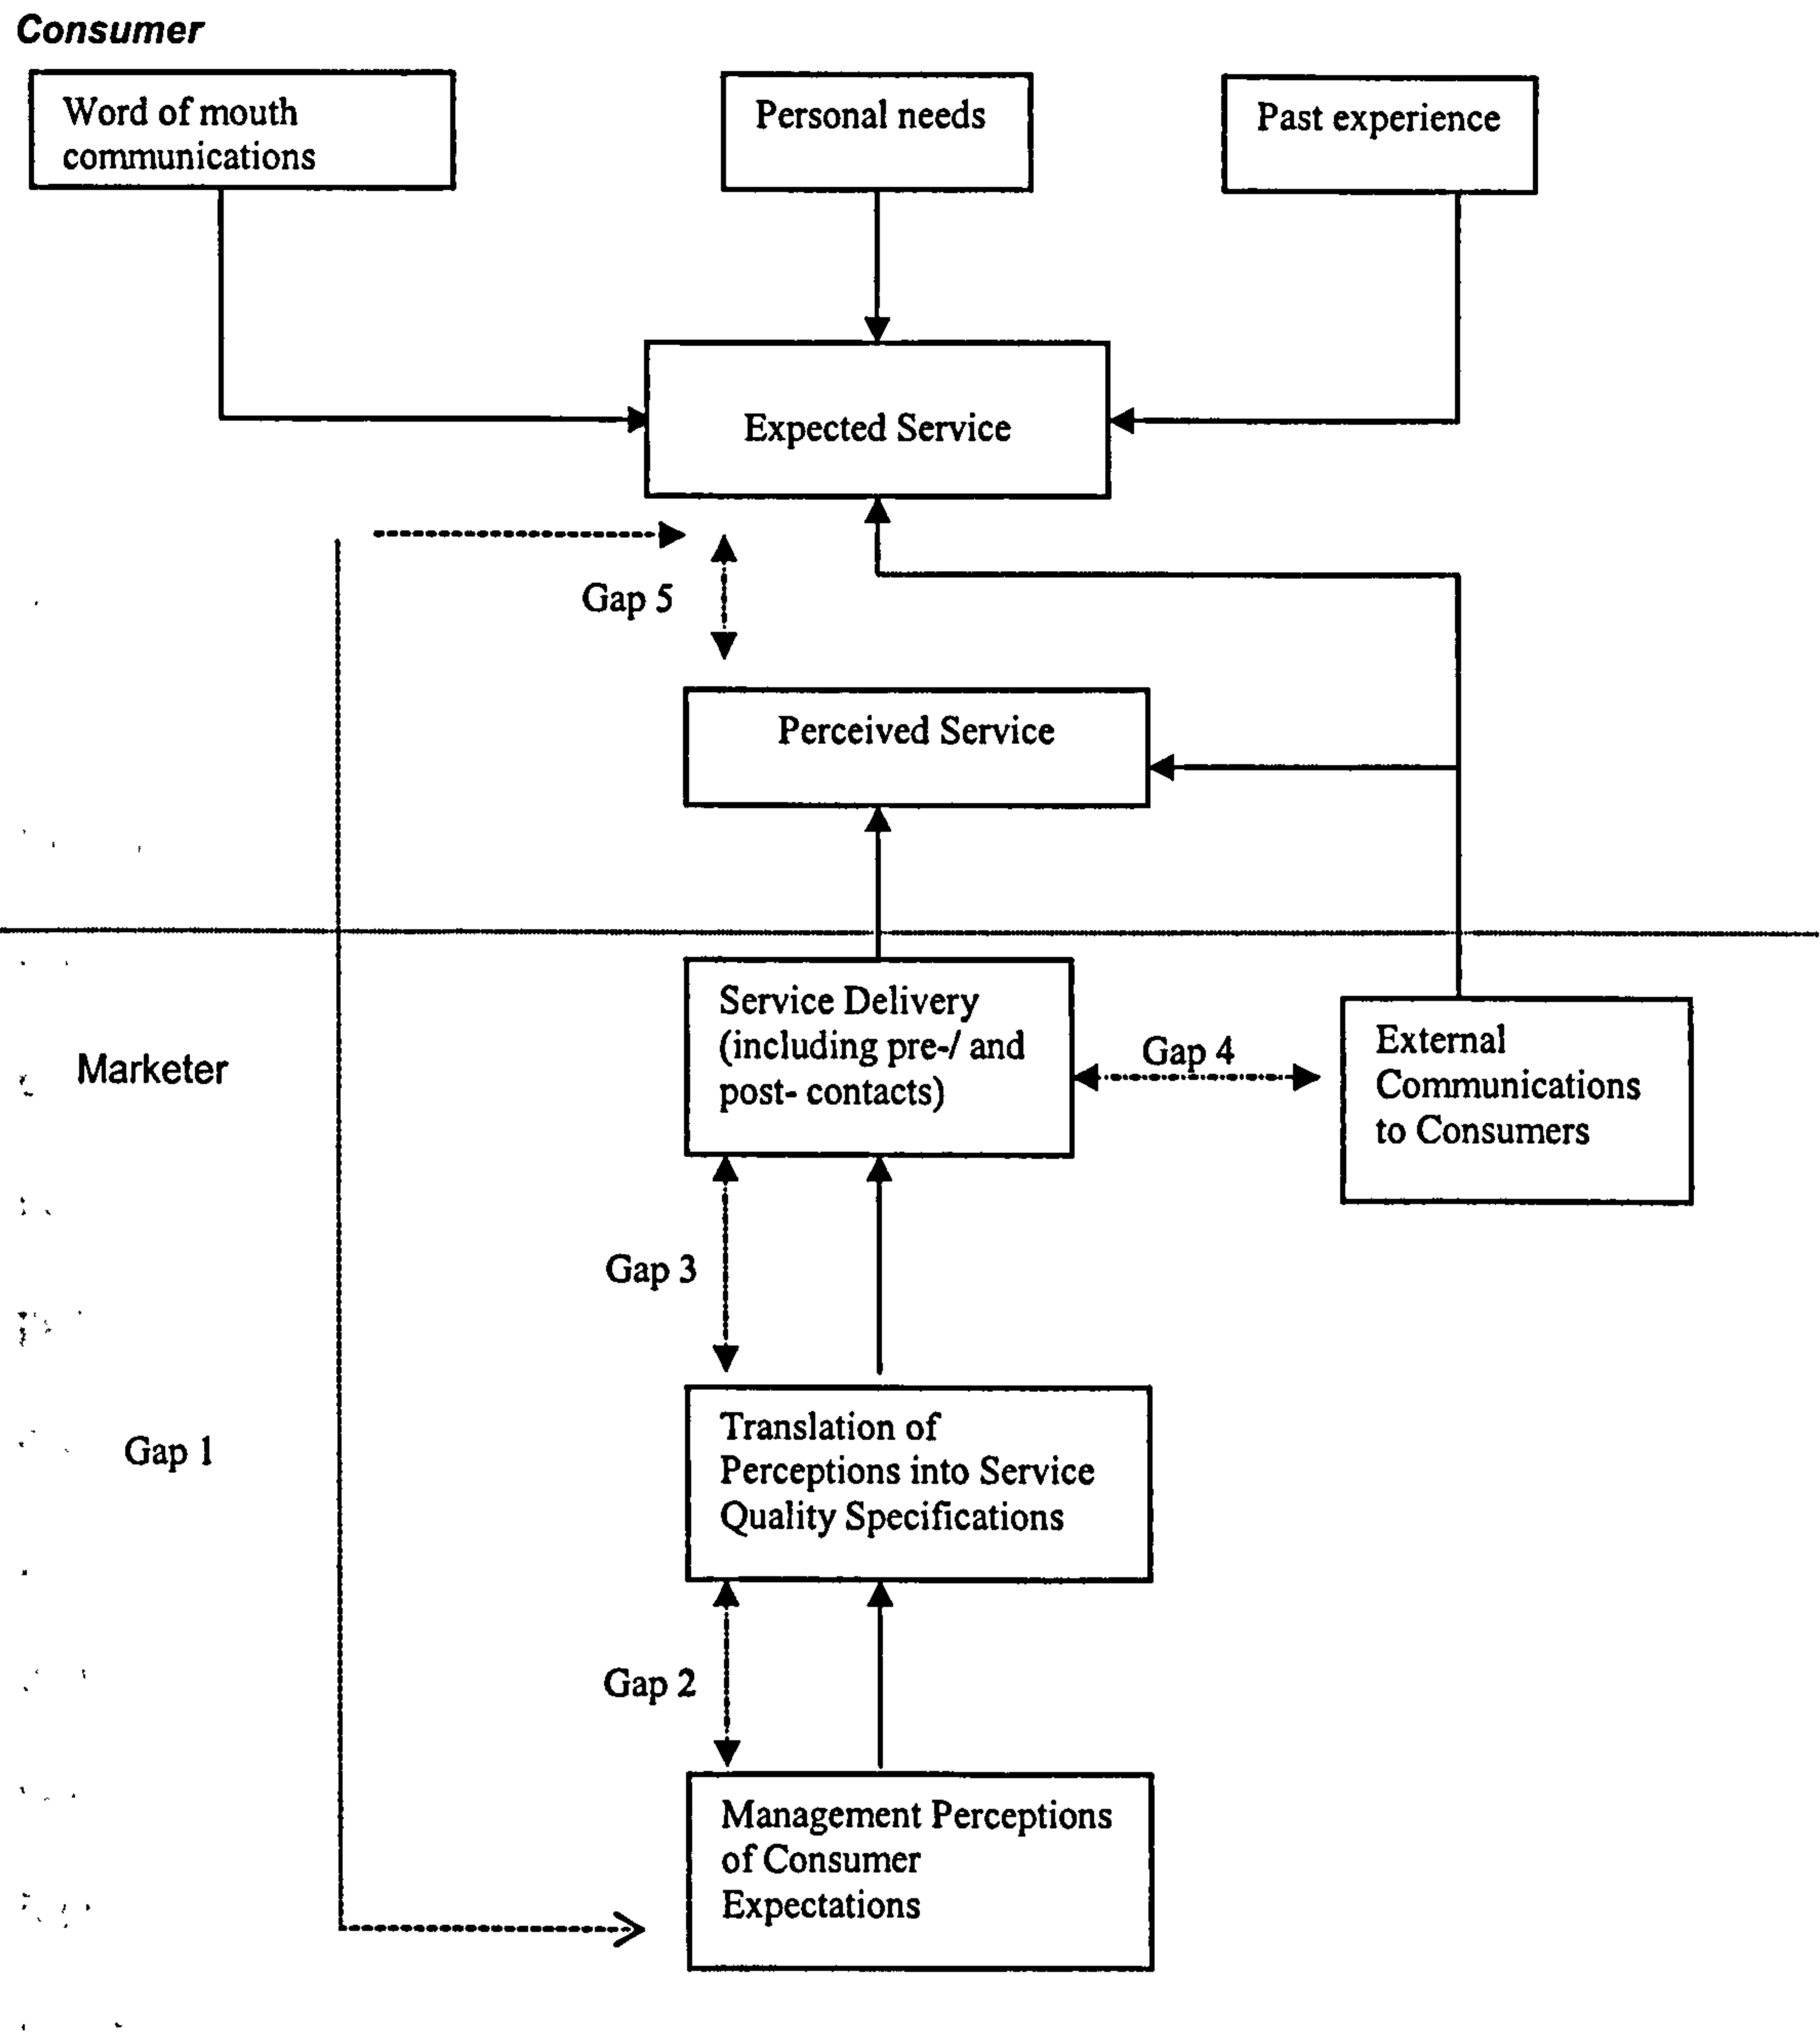 Consumer
Word of mouth
communications
Personal needs
Past experience
Expected Service
Gap 5
Perceived Service
Marketer
Service Delivery
(including pre-/ and
post- contacts)
Gap 4
External
Communications
to Consumers
Gap 3
Gap 1
Translation of
Perceptions into Service
Quality Specifications
Gap 2
Management Perceptions
of Consumer
Expectations